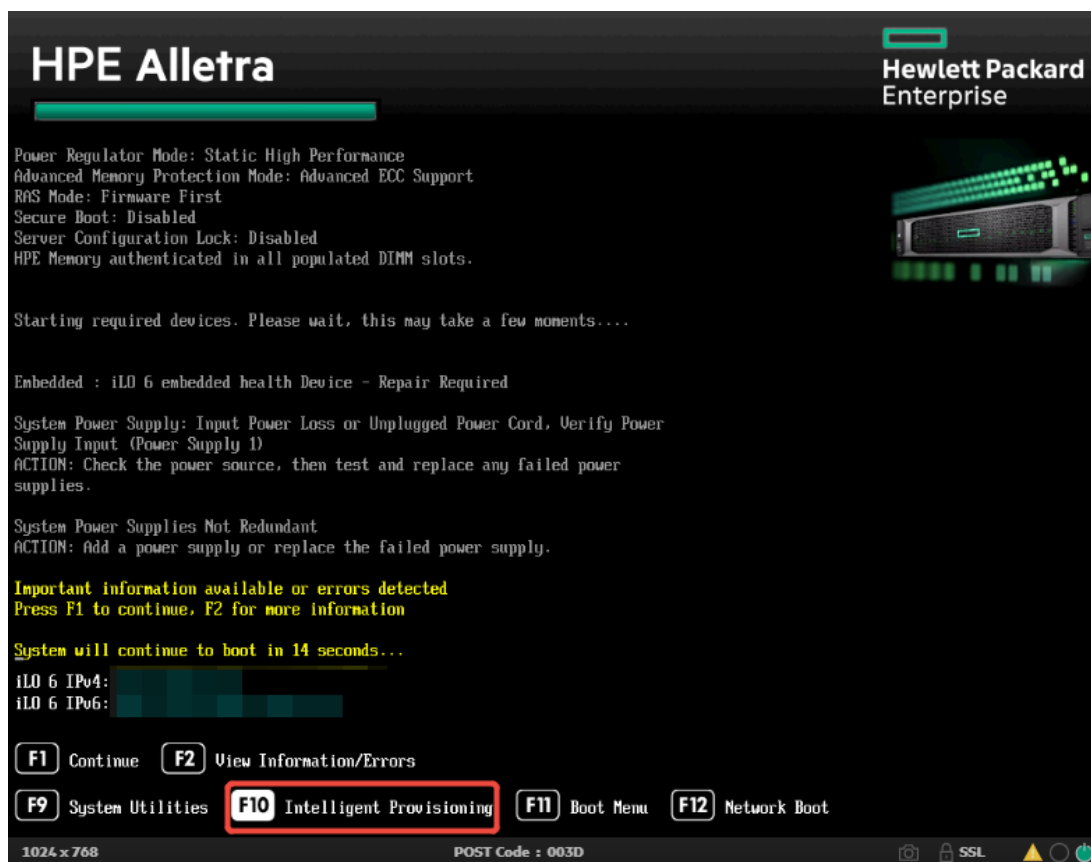 HPE Alletra
Hewlett Packard
Enterprise
Power Regulator Mode: Static High Performance
Advanced Memory Protection Mode: Advanced ECC Support
RAS Mode: Firmware First
Secure Boot: Disabled
Server Configuration Lock: Disabled
HPE Memory authenticated in all populated DIMM slots.
Starting required devices. Please wait, this may take a few moments....
Embedded : iLO 6 embedded health Device - Repair Required
System Power Supply: Input Power Loss or Unplugged Power Cord, Verify Power
Supply Input (Power Supply 1)
ACTION: Check the power source, then test and replace any failed power
supplies.
System Power Supplies Not Redundant
ACTION: Add a power supply or replace the failed power supply.
Important information available or errors detected
Press F1 to continue, F2 for more information
System will continue to boot in 14 seconds...
iLO 6 IPv4:
iLO 6 IPv6:
F1 Continue F2 View Information/Errors
F9 System Utilities F10 Intelligent Provisioning F11 Boot Menu F12 Network Boot
1024 x 768 POST Code : 003D SSL